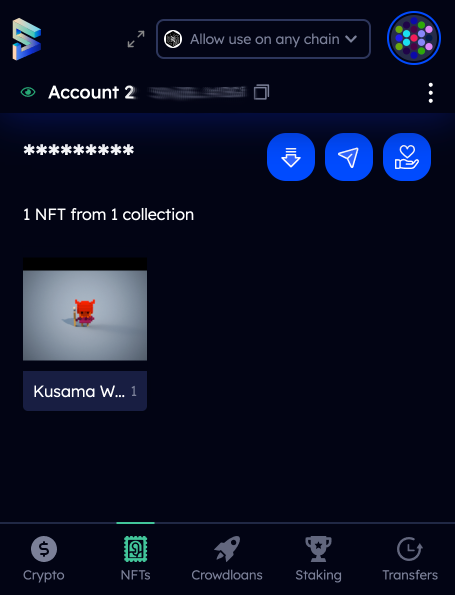 Allow use on any chain
Account 2
*********
1 NFT from 1 collection
Kusama W... 1
Crypto
NFTs
Crowdloans
Staking
Transfers